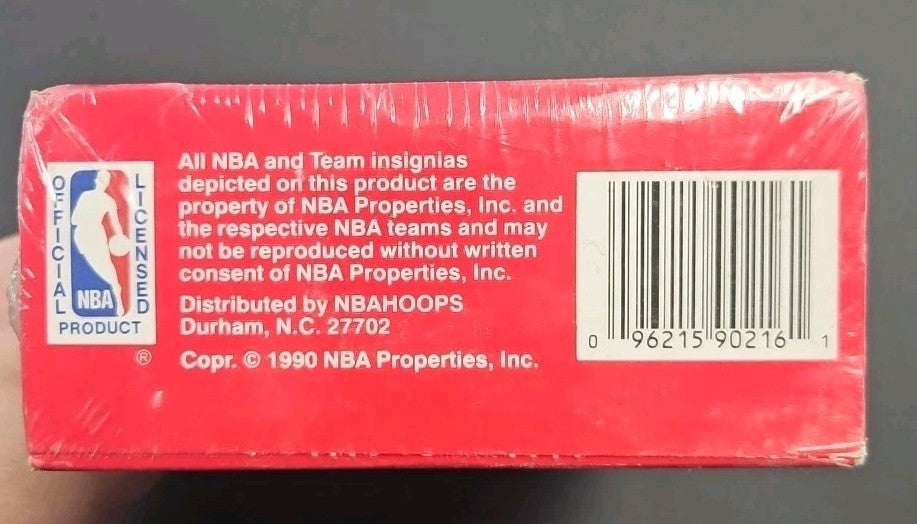 OFFICIAL
LICENSED
NBA
PRODUCT
®
All NBA and Team insignias
depicted on this product are the
property of NBA Properties, Inc. and
the respective NBA teams and may
not be reproduced without written
consent of NBA Properties, Inc.
Distributed by NBAHOOPS
Durham, N.C. 27702
Copr. © 1990 NBA Properties, Inc.
0 96215 90216 1